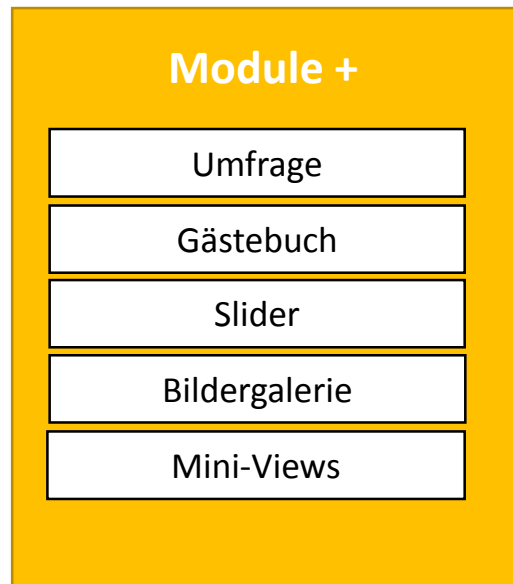 Module +
Umfrage
Gästebuch
Slider
Bildergalerie
Mini-Views